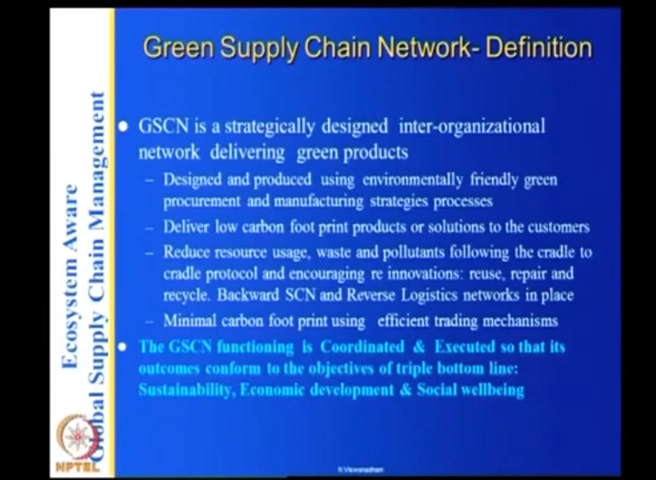 Green Supply Chain Network- Definition
GSCN is a strategically designed inter-organizational
network delivering green products
– Designed and produced using environmentally friendly green
procurement and manufacturing strategies processes
– Deliver low carbon foot print products or solutions to the customers
– Reduce resource usage, waste and pollutants following the cradle to
cradle protocol and encouraging re innovations: reuse, repair and
recycle. Backward SCN and Reverse Logistics networks in place
– Minimal carbon foot print using efficient trading mechanisms
The GSCN functioning is Coordinated & Executed so that its
outcomes conform to the objectives of triple bottom line:
Sustainability, Economic development & Social wellbeing
Ecosystem Aware
Global Supply Chain Management
NPTEL
N.Viswanadham